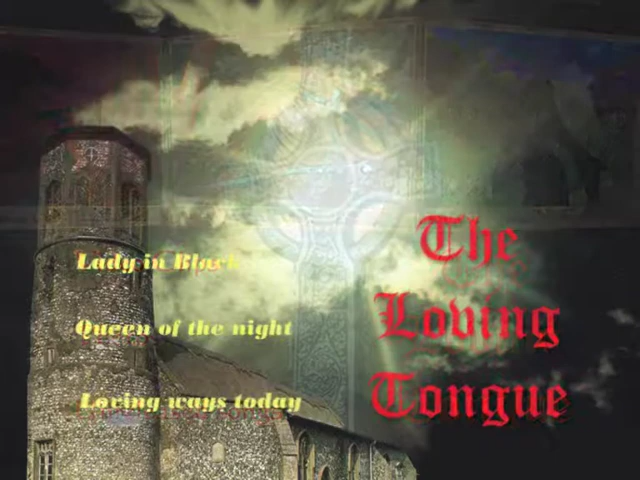 Lady in Black
Queen of the night
Loving ways today
The
Loving
Tongue